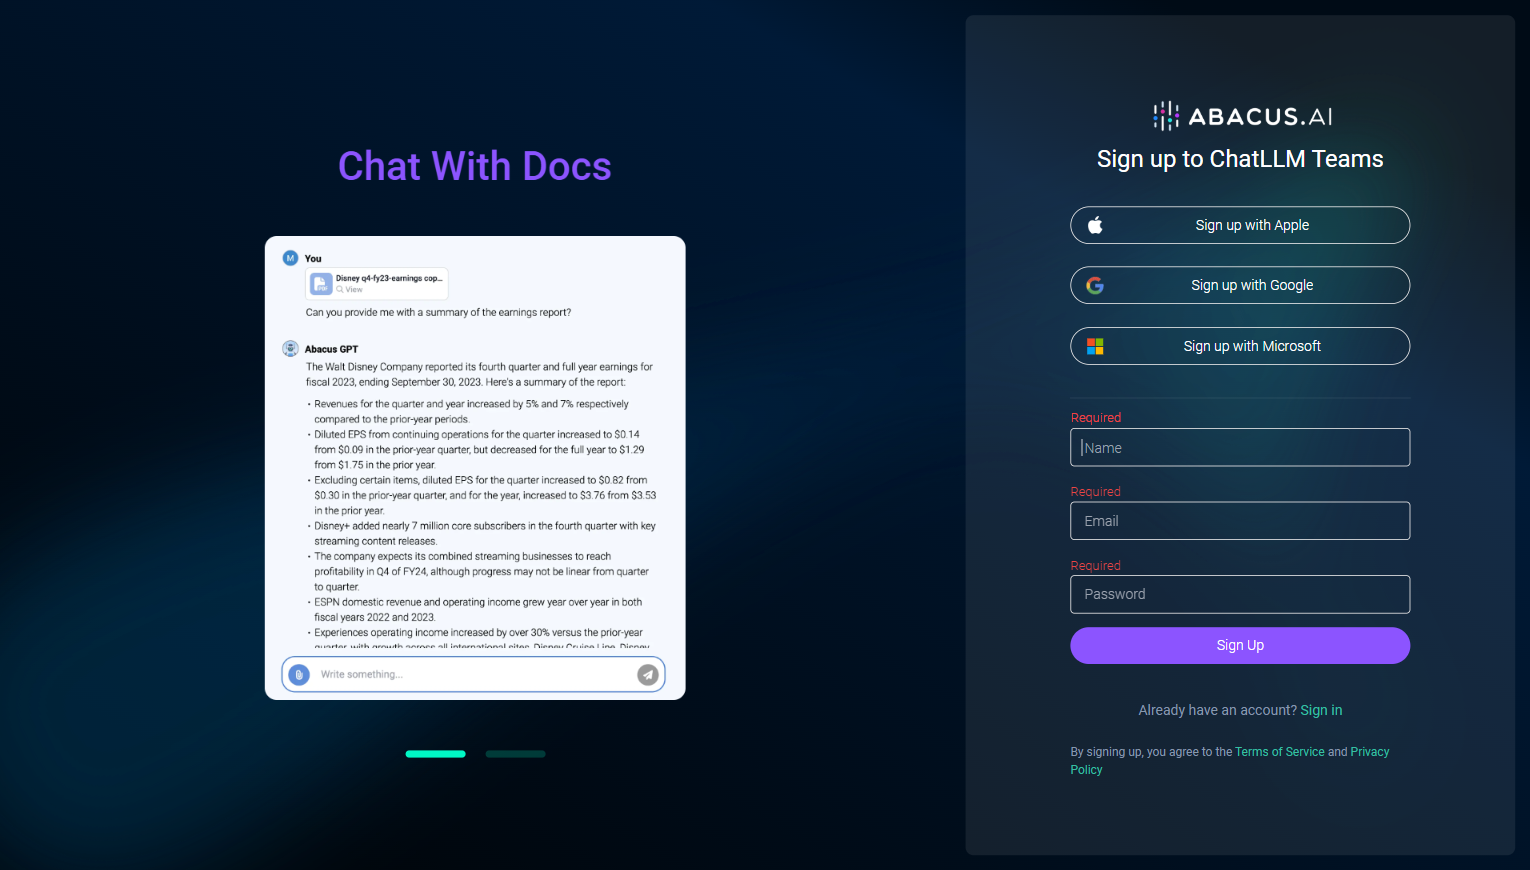 Chat With Docs
M You
Disney q4-fy23-earnings cop...
PDF
View
Can you provide me with a summary of the earnings report?
Abacus GPT
The Walt Disney Company reported its fourth quarter and full year earnings for
fiscal 2023, ending September 30, 2023. Here's a summary of the report:
• Revenues for the quarter and year increased by 5% and 7% respectively
compared to the prior-year periods.
• Diluted EPS from continuing operations for the quarter increased to $0.14
from $0.09 in the prior-year quarter, but decreased for the full year to $1.29
from $1.75 in the prior year.
• Excluding certain items, diluted EPS for the quarter increased to $0.82 from
$0.30 in the prior-year quarter, and for the year, increased to $3.76 from $3.53
in the prior year.
• Disney+ added nearly 7 million core subscribers in the fourth quarter with key
streaming content releases.
• The company expects its combined streaming businesses to reach
profitability in Q4 of FY24, although progress may not be linear from quarter
to quarter.
• ESPN domestic revenue and operating income grew year over year in both
fiscal years 2022 and 2023.
• Experiences operating income increased by over 30% versus the prior-year
quarter, with growth across all international sites, Disney Cruise Line, Disney
Write something...
ABACUS.AI
Sign up to ChatLLM Teams
Sign up with Apple
Sign up with Google
Sign up with Microsoft
Required
Name
Required
Email
Required
Password
Sign Up
Already have an account? Sign in
By signing up, you agree to the Terms of Service and Privacy
Policy